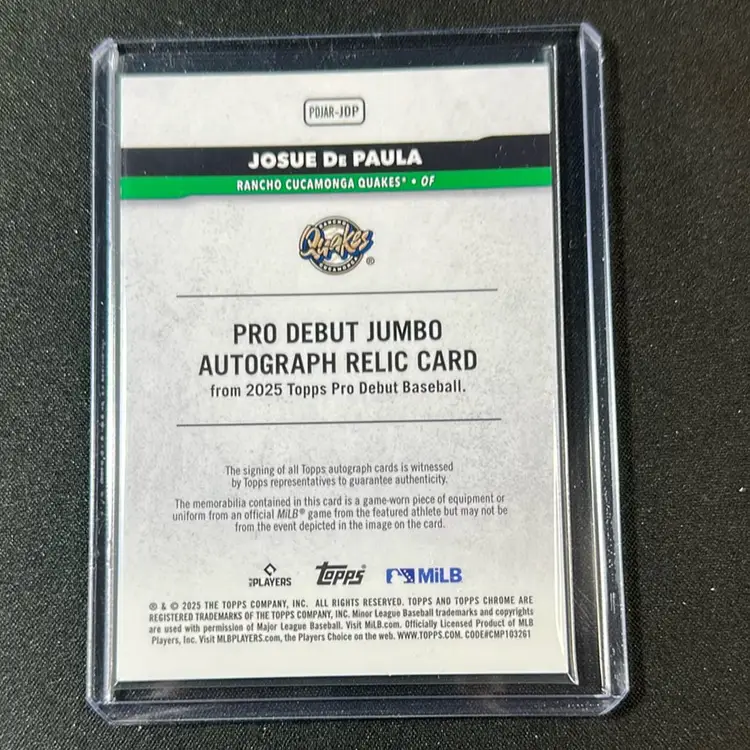 PDJAR-JDP
JOSUE DE PAULA
RANCHO CUCAMONGA QUAKES® • OF
RANCHO
Quakes
CUCAMONGA
®
PRO DEBUT JUMBO
AUTOGRAPH RELIC CARD
from 2025 Topps Pro Debut Baseball.
The signing of all Topps autograph cards is witnessed
by Topps representatives to guarantee authenticity.
The memorabilia contained in this card is a game-worn piece of equipment or
uniform from an official MiLB® game from the featured athlete but may not be
from the event depicted in the image on the card.
MLB PLAYERS Topps® MiLB
® & © 2025 THE TOPPS COMPANY, INC. ALL RIGHTS RESERVED. TOPPS AND TOPPS CHROME ARE
REGISTERED TRADEMARKS OF THE TOPPS COMPANY, INC. Minor League Baseball trademarks and copyrights
are used with permission of Major League Baseball. Visit MiLB.com. Officially Licensed Product of MLB
Players, Inc. Visit MLBPLAYERS.com, the Players Choice on the web. WWW.TOPPS.COM. CODE#CMP103261